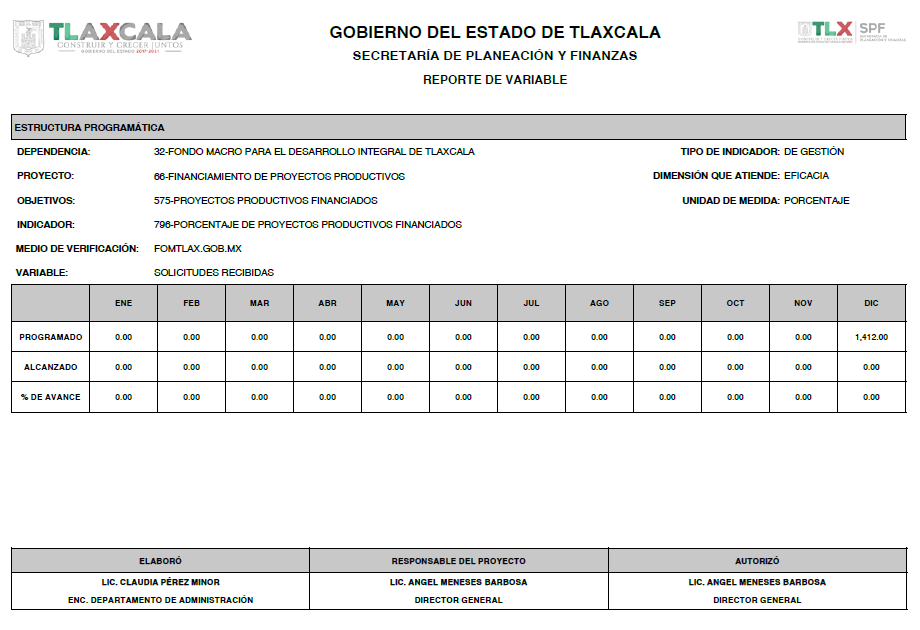 TLAXCALA
CONSTRUIR Y CRECER JUNTOS
GOBIERNO DEL ESTADO 2017-2021
GOBIERNO DEL ESTADO DE TLAXCALA
SECRETARÍA DE PLANEACIÓN Y FINANZAS
REPORTE DE VARIABLE
TLX SPF
ESTRUCTURA PROGRAMÁTICA
DEPENDENCIA: 32-FONDO MACRO PARA EL DESARROLLO INTEGRAL DE TLAXCALA TIPO DE INDICADOR: DE GESTIÓN
PROYECTO: 66-FINANCIAMIENTO DE PROYECTOS PRODUCTIVOS DIMENSIÓN QUE ATIENDE: EFICACIA
OBJETIVOS: 575-PROYECTOS PRODUCTIVOS FINANCIADOS UNIDAD DE MEDIDA: PORCENTAJE
INDICADOR: 796-PORCENTAJE DE PROYECTOS PRODUCTIVOS FINANCIADOS
MEDIO DE VERIFICACIÓN: FOMTLAX.GOB.MX
VARIABLE: SOLICITUDES RECIBIDAS
ENE FEB MAR ABR MAY JUN JUL AGO SEP OCT NOV DIC
PROGRAMADO 0.00 0.00 0.00 0.00 0.00 0.00 0.00 0.00 0.00 0.00 0.00 1,412.00
ALCANZADO 0.00 0.00 0.00 0.00 0.00 0.00 0.00 0.00 0.00 0.00 0.00 0.00
% DE AVANCE 0.00 0.00 0.00 0.00 0.00 0.00 0.00 0.00 0.00 0.00 0.00 0.00
ELABORÓ RESPONSABLE DEL PROYECTO AUTORIZÓ
LIC. CLAUDIA PÉREZ MINOR LIC. ANGEL MENESES BARBOSA LIC. ANGEL MENESES BARBOSA
ENC. DEPARTAMENTO DE ADMINISTRACIÓN DIRECTOR GENERAL DIRECTOR GENERAL